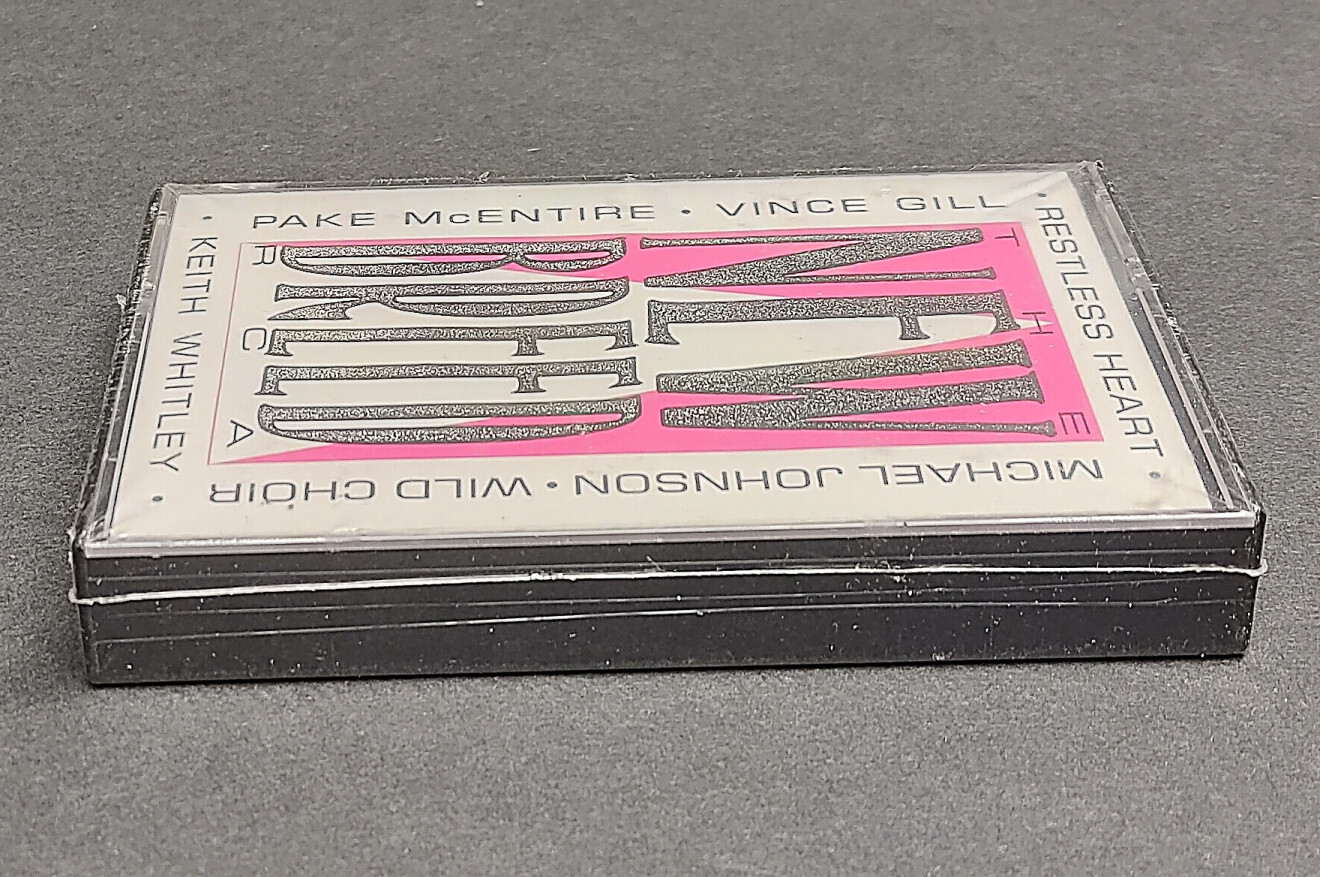 THE
NEW
BREED
RCA
• RESTLESS HEART •
MICHAEL JOHNSON • WILD CHOIR
• KEITH WHITLEY •
PAKE McENTIRE • VINCE GILL